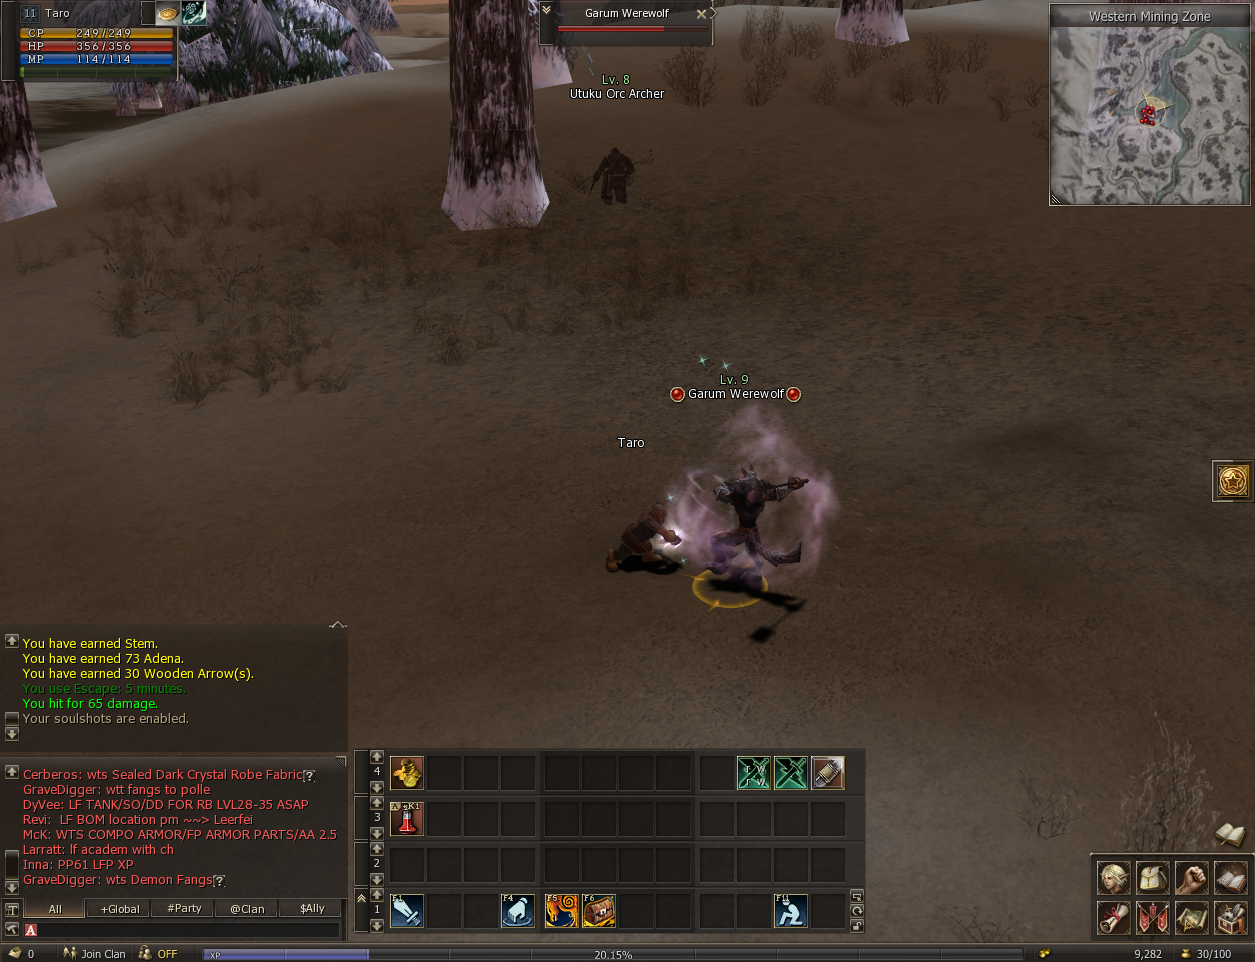 11 Taro
CP 249/249
HP 356/356
MP 114/114
Garum Werewolf
Western Mining Zone
Lv. 8
Utuku Orc Archer
Lv. 9
Garum Werewolf
Taro
You have earned Stem.
You have earned 73 Adena.
You have earned 30 Wooden Arrow(s).
You use Escape: 5 minutes.
You hit for 65 damage.
Your soulshots are enabled.
Cerberos: wts Sealed Dark Crystal Robe Fabric[?]
GraveDigger: wtt fangs to polle
DyVee: LF TANK/SO/DD FOR RB LVL28-35 ASAP
Revi: LF BOM location pm ~~> Leerfei
McK: WTS COMPO ARMOR/FP ARMOR PARTS/AA 2.5
Larratt: lf academ with ch
Inna: PP61 LFP XP
GraveDigger: wts Demon Fangs[?]
All +Global #Party @Clan $Ally
A
4
3
A K1
2
1
F1 F4 F5 F6 F11
0 Join Clan OFF XP 20.15% 9,282 30/100